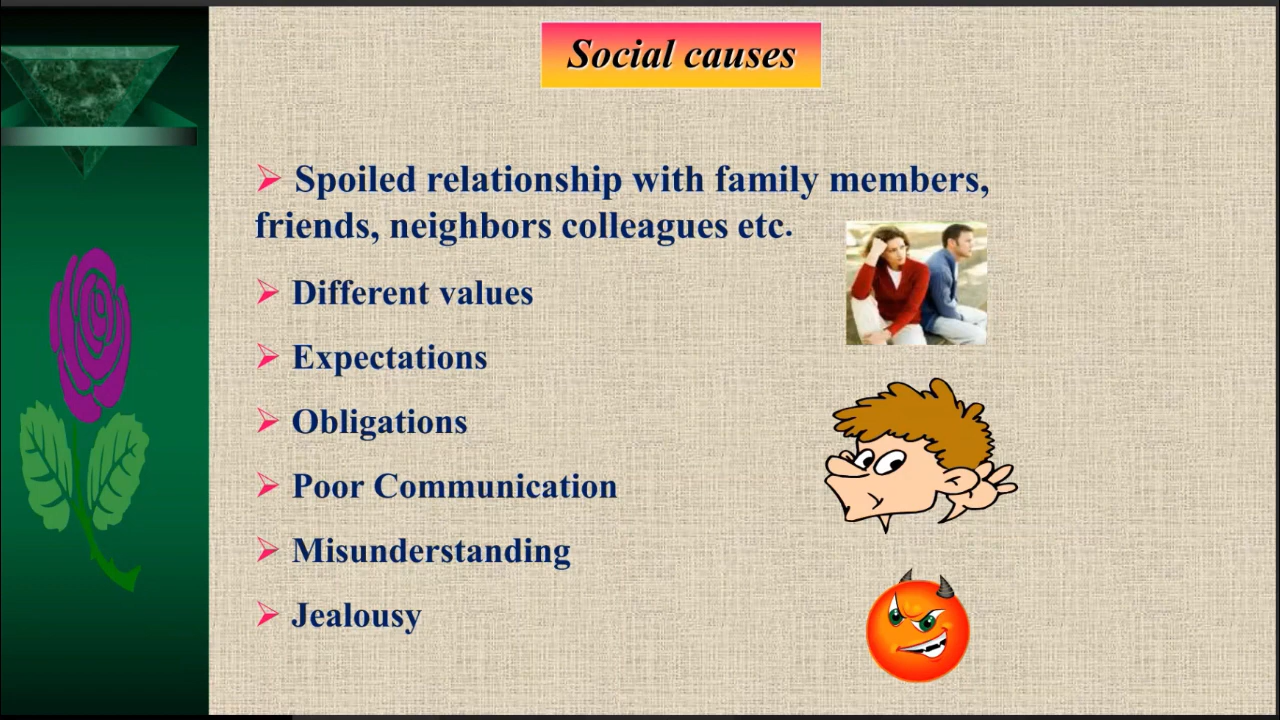 Social causes
➢ Spoiled relationship with family members,
friends, neighbors colleagues etc.
➢ Different values
➢ Expectations
➢ Obligations
➢ Poor Communication
➢ Misunderstanding
➢ Jealousy